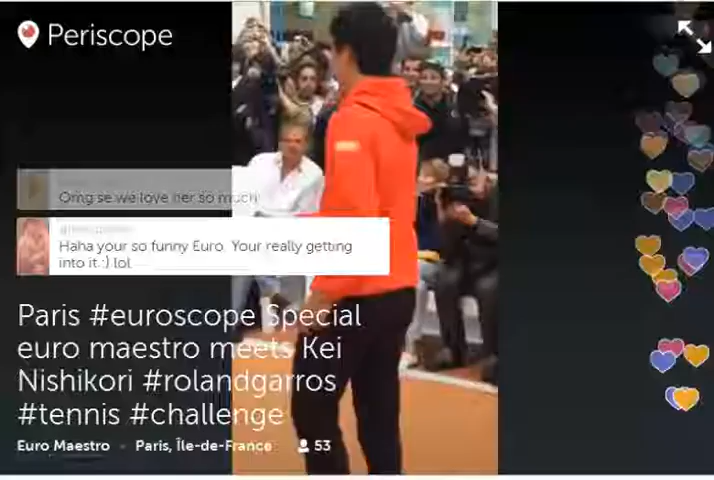 Periscope
Omg se we love her so much
Haha your so funny Euro. Your really getting
into it :) lol
Paris #euroscope Special
euro maestro meets Kei
Nishikori #rolandgarros
#tennis #challenge
Euro Maestro • Paris, Île-de-France 53